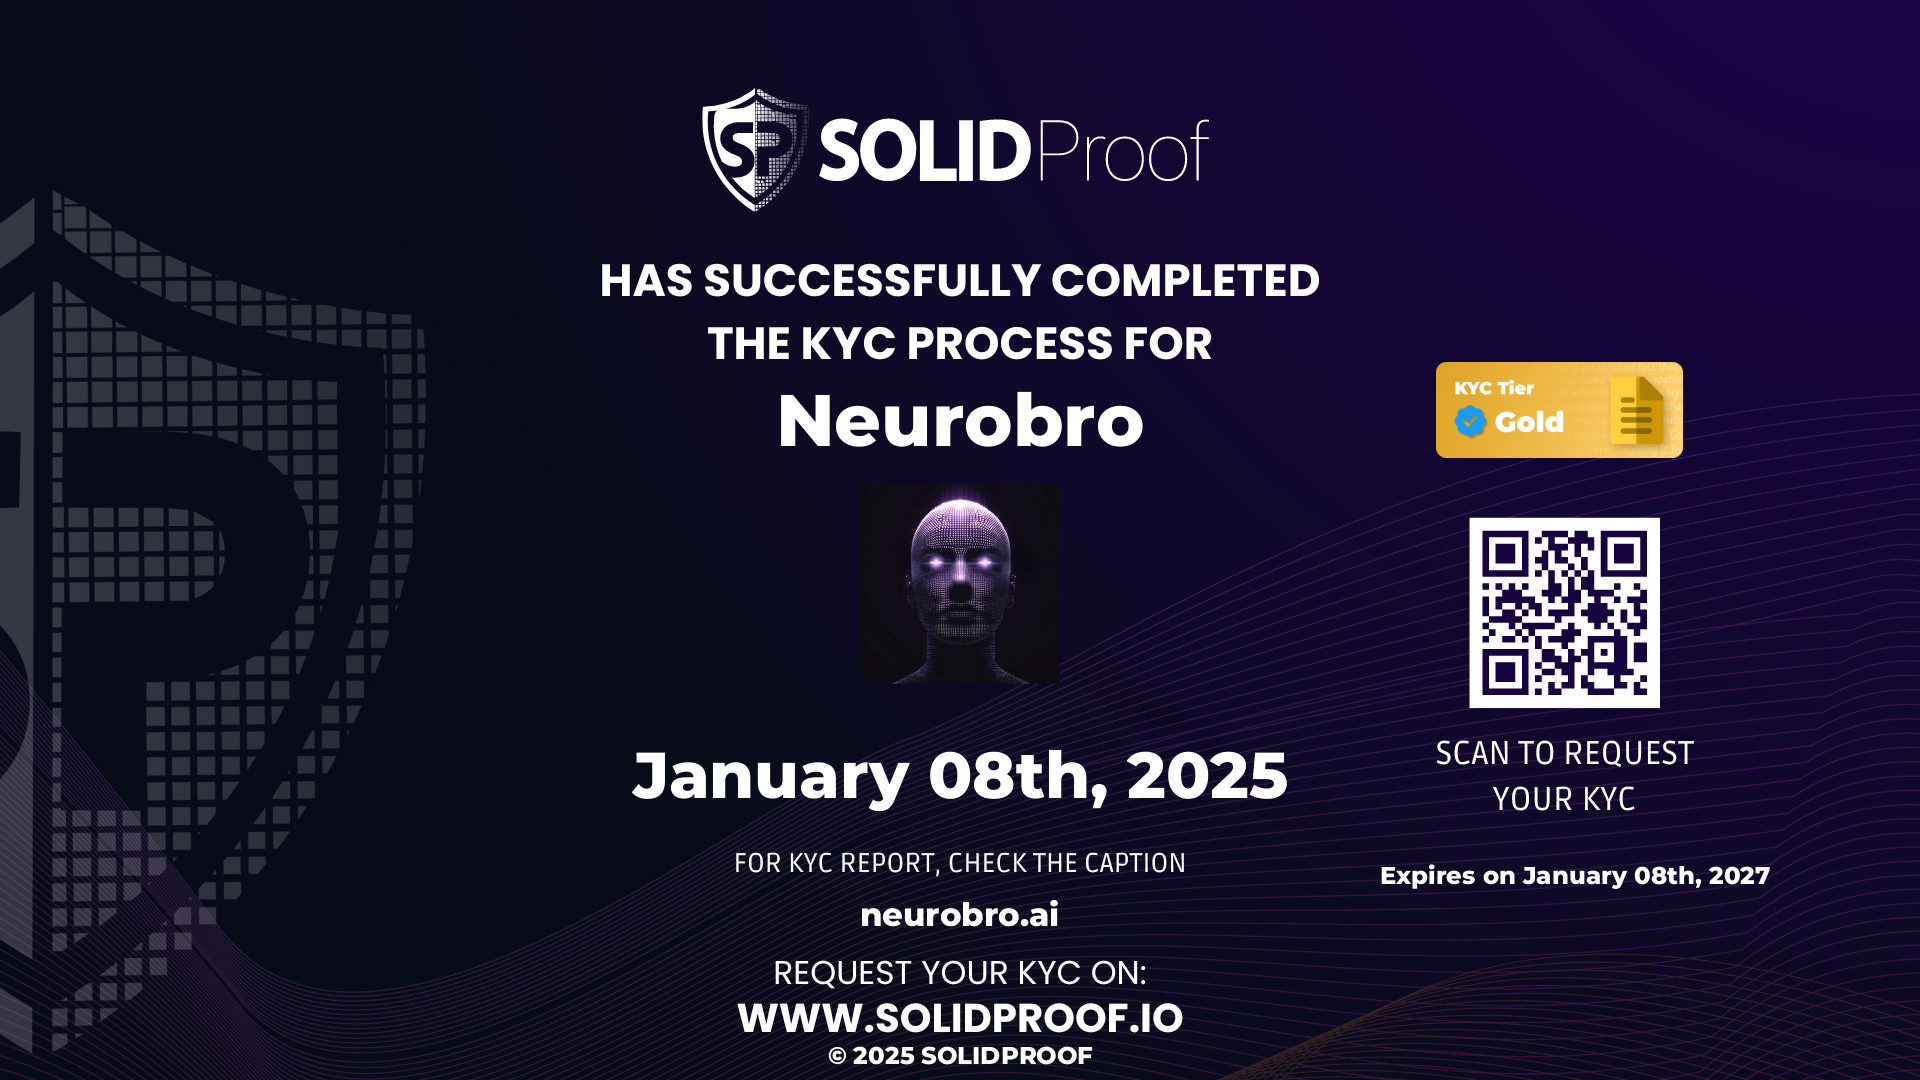 SP SOLIDProof
HAS SUCCESSFULLY COMPLETED
THE KYC PROCESS FOR
Neurobro
KYC Tier
Gold
January 08th, 2025
SCAN TO REQUEST
YOUR KYC
FOR KYC REPORT, CHECK THE CAPTION
Expires on January 08th, 2027
neurobro.ai
REQUEST YOUR KYC ON:
WWW.SOLIDPROOF.IO
© 2025 SOLIDPROOF